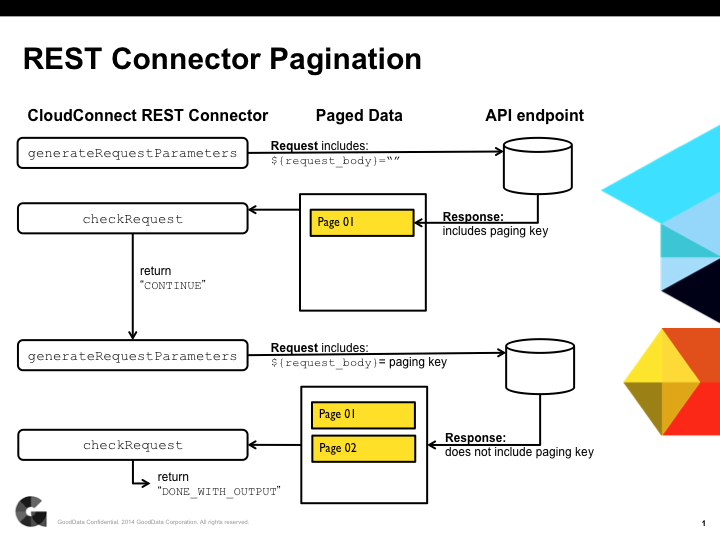 REST Connector Pagination
CloudConnect REST Connector
Paged Data
API endpoint
generateRequestParameters
Request includes:
${request_body}=“”
checkRequest
Page 01
Response:
includes paging key
return
“CONTINUE”
generateRequestParameters
Request includes:
${request_body}= paging key
Page 01
checkRequest
Page 02
Response:
does not include paging key
return
“DONE_WITH_OUTPUT”
GoodData Confidential. 2014 GoodData Corporation. All rights reserved.
1